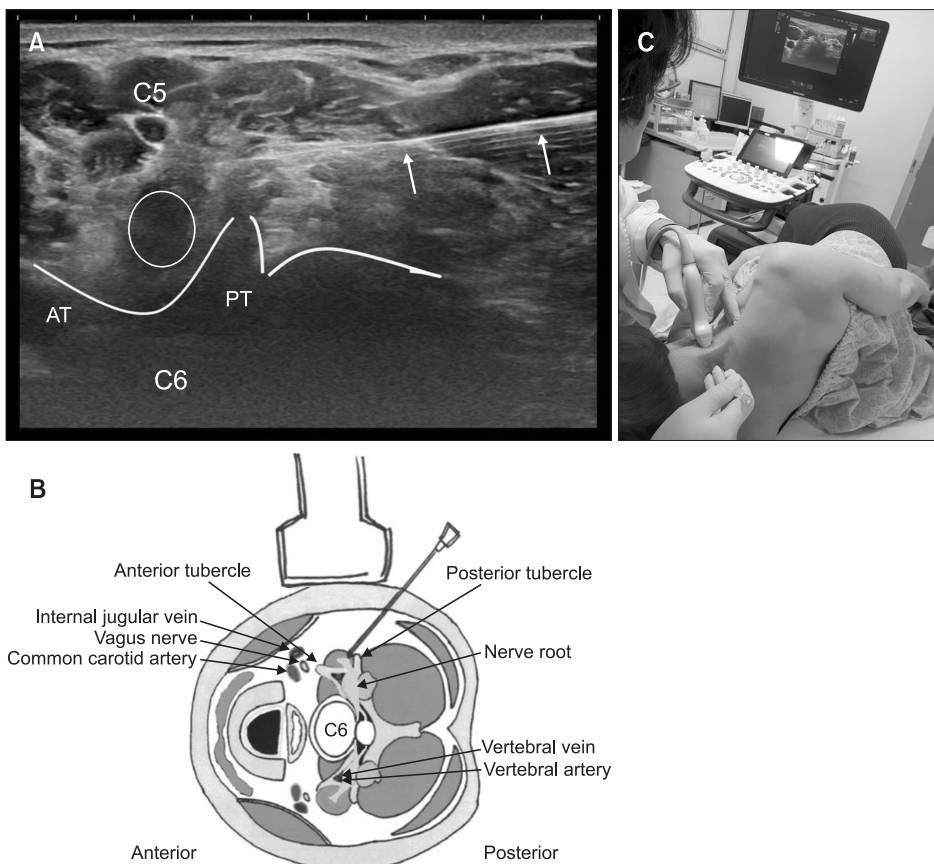 A
C5
AT
PT
C6
C
B
Anterior tubercle
Posterior tubercle
Internal jugular vein
Vagus nerve
Common carotid artery
Nerve root
C6
Vertebral vein
Vertebral artery
Anterior
Posterior